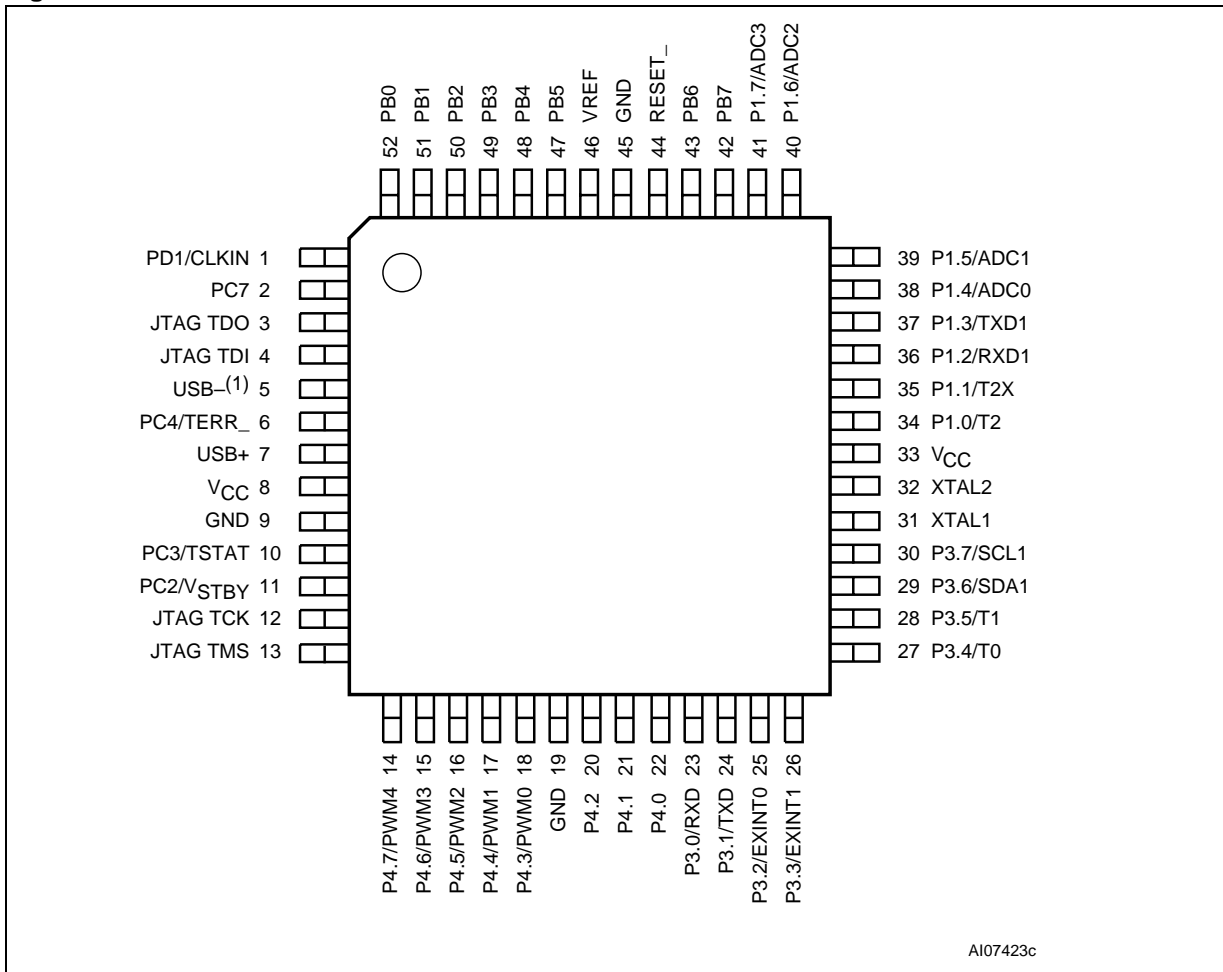 52 PB0
51 PB1
50 PB2
49 PB3
48 PB4
47 PB5
46 VREF
45 GND
44 RESET_
43 PB6
42 PB7
41 P1.7/ADC3
40 P1.6/ADC2
PD1/CLKIN 1
PC7 2
JTAG TDO 3
JTAG TDI 4
USB–(1) 5
PC4/TERR_ 6
USB+ 7
VCC 8
GND 9
PC3/TSTAT 10
PC2/VSTBY 11
JTAG TCK 12
JTAG TMS 13
39 P1.5/ADC1
38 P1.4/ADC0
37 P1.3/TXD1
36 P1.2/RXD1
35 P1.1/T2X
34 P1.0/T2
33 VCC
32 XTAL2
31 XTAL1
30 P3.7/SCL1
29 P3.6/SDA1
28 P3.5/T1
27 P3.4/T0
P4.7/PWM4 14
P4.6/PWM3 15
P4.5/PWM2 16
P4.4/PWM1 17
P4.3/PWM0 18
GND 19
P4.2 20
P4.1 21
P4.0 22
P3.0/RXD 23
P3.1/TXD 24
P3.2/EXINT0 25
P3.3/EXINT1 26
AI07423c